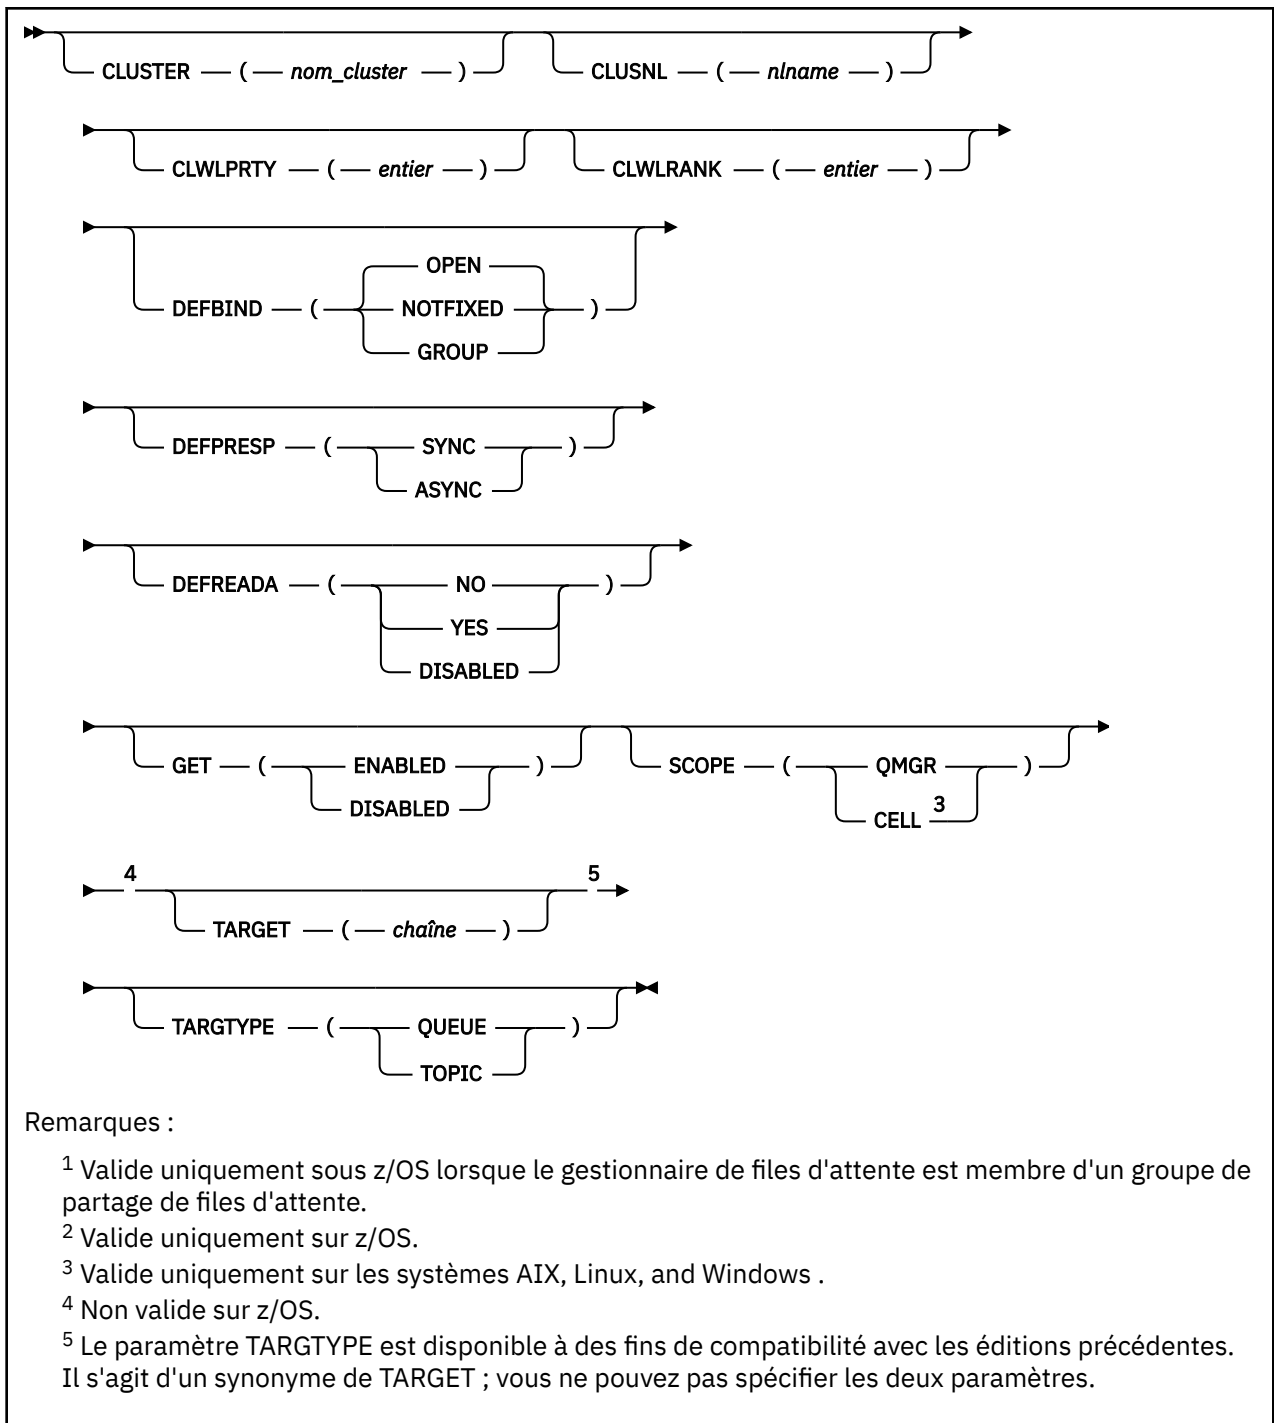 CLUSTER ( nom_cluster ) CLUSNL ( nlname )
CLWLPRTY ( entier ) CLWLRANK ( entier )
OPEN
DEFBIND ( NOTFIXED )
GROUP
DEFPRESP ( SYNC )
ASYNC
DEFREADA ( NO )
YES
DISABLED
GET ( ENABLED ) SCOPE ( QMGR )
DISABLED CELL 3
4 5
TARGET ( chaîne )
TARGTYPE ( QUEUE )
TOPIC
Remarques :
1 Valide uniquement sous z/OS lorsque le gestionnaire de files d'attente est membre d'un groupe de
partage de files d'attente.
2 Valide uniquement sur z/OS.
3 Valide uniquement sur les systèmes AIX, Linux, and Windows .
4 Non valide sur z/OS.
5 Le paramètre TARGTYPE est disponible à des fins de compatibilité avec les éditions précédentes.
Il s'agit d'un synonyme de TARGET ; vous ne pouvez pas spécifier les deux paramètres.